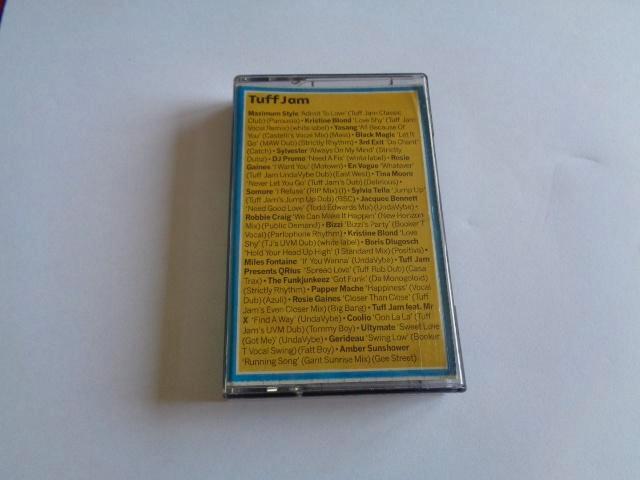 Tuff Jam
Maximum Style 'Admit To Love' (Tuff Jam Classic
Club) (Parousia) • Kristine Blond 'Love Shy' (Tuff Jam
Vocal Remix) (white label) • Yasang 'All Because Of
You' (Castelli's Voice Mix) (Maxi) • Black Magic 'Let It
Go' (MAW Dub) (Strictly Rhythm) • 3rd Exit 'Da Chant'
(Catch) • Sylvester 'Always On My Mind' (Strictly
Dubz) • DJ Promo 'Need A Fix' (white label) • Rosie
Gaines 'I Want You' (Motown) • En Vogue 'Whatever'
(Tuff Jam UndaVybe Dub) (East West) • Tina Moore
'Never Let You Go' (Tuff Jam's Dub) (Delirious) •
Somore 'I Refuse' (RIP Mix) (I) • Sylvia Tella 'Jump Up'
(Tuff Jam's Jump Up Dub) (BSC) • Jacquee Bennett
'Need Good Love' (Todd Edwards Mix) (UndaVybe) •
Robbie Craig 'We Can Make It Happen' (New Horizon
Mix) (Public Demand) • Bizzi 'Bizzi's Party' (Booker T
Vocal) (Parlophone Rhythm) • Kristine Blond 'Love
Shy' (TJ's UVM Dub) (white label) • Boris Dlugosch
'Hold Your Head Up High' (I Standard Mix) (Positiva) •
Miles Fontaine 'If You Wanna' (UndaVybe) • Tuff Jam
Presents QRius 'Spread Love' (Tuff Rub Dub) (Casa
Trax) • The Funkjunkeez 'Got Funk' (Da Monogoloid)
(Strictly Rhythm) • Papper Mache 'Happiness' (Vocal
Dub) (Azuli) • Rosie Gaines 'Closer Than Close' (Tuff
Jam's Even Closer Mix) (Big Bang) • Tuff Jam feat. Mr
X 'Find A Way' (UndaVybe) • Coolio 'Ooh La La' (Tuff
Jam's UVM Dub) (Tommy Boy) • Ultymate 'Sweet Love
(Got Me)' (UndaVybe) • Gerideau 'Swing Low' (Booker
T Vocal Swing) (Fatt Boy) • Amber Sunshower
'Running Song' (Gant Sunrise Mix) (Gee Street)